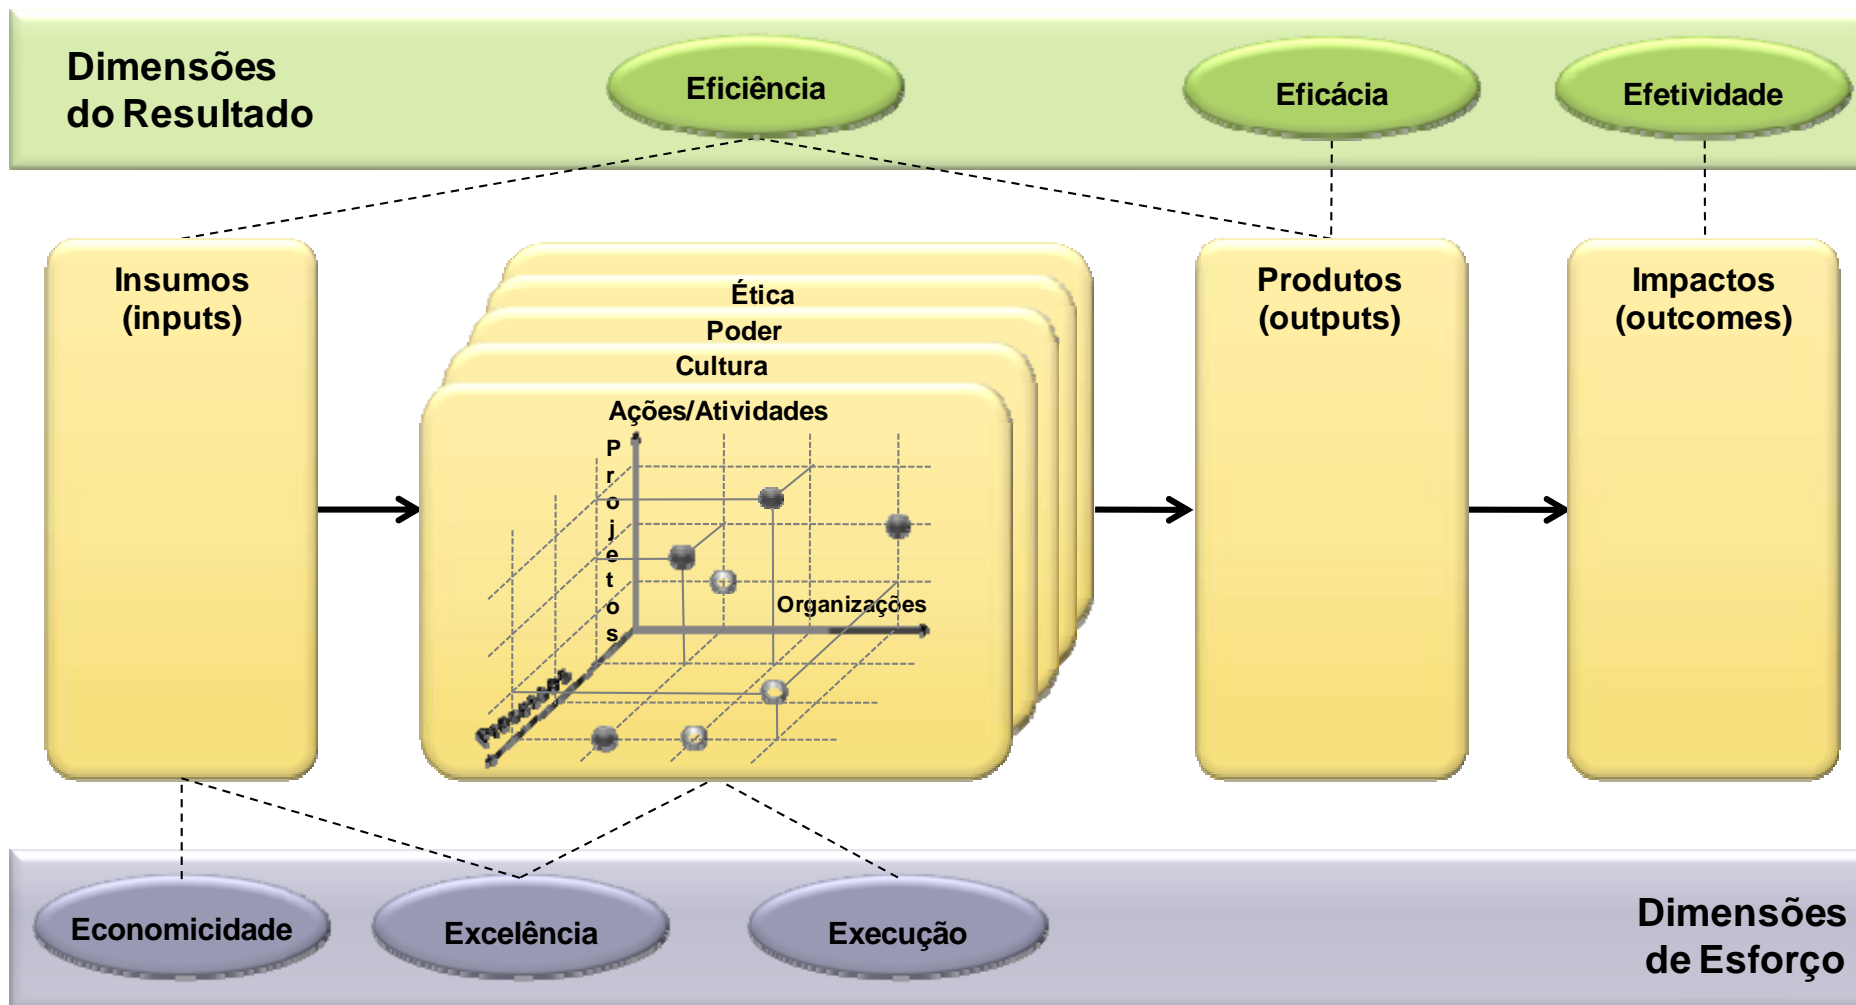 Dimensões
do Resultado
Eficiência
Eficácia
Efetividade
Insumos
(inputs)
Ética
Poder
Cultura
Ações/Atividades
Projetos
Organizações
Produtos
(outputs)
Impactos
(outcomes)
Economicidade
Excelência
Execução
Dimensões
de Esforço